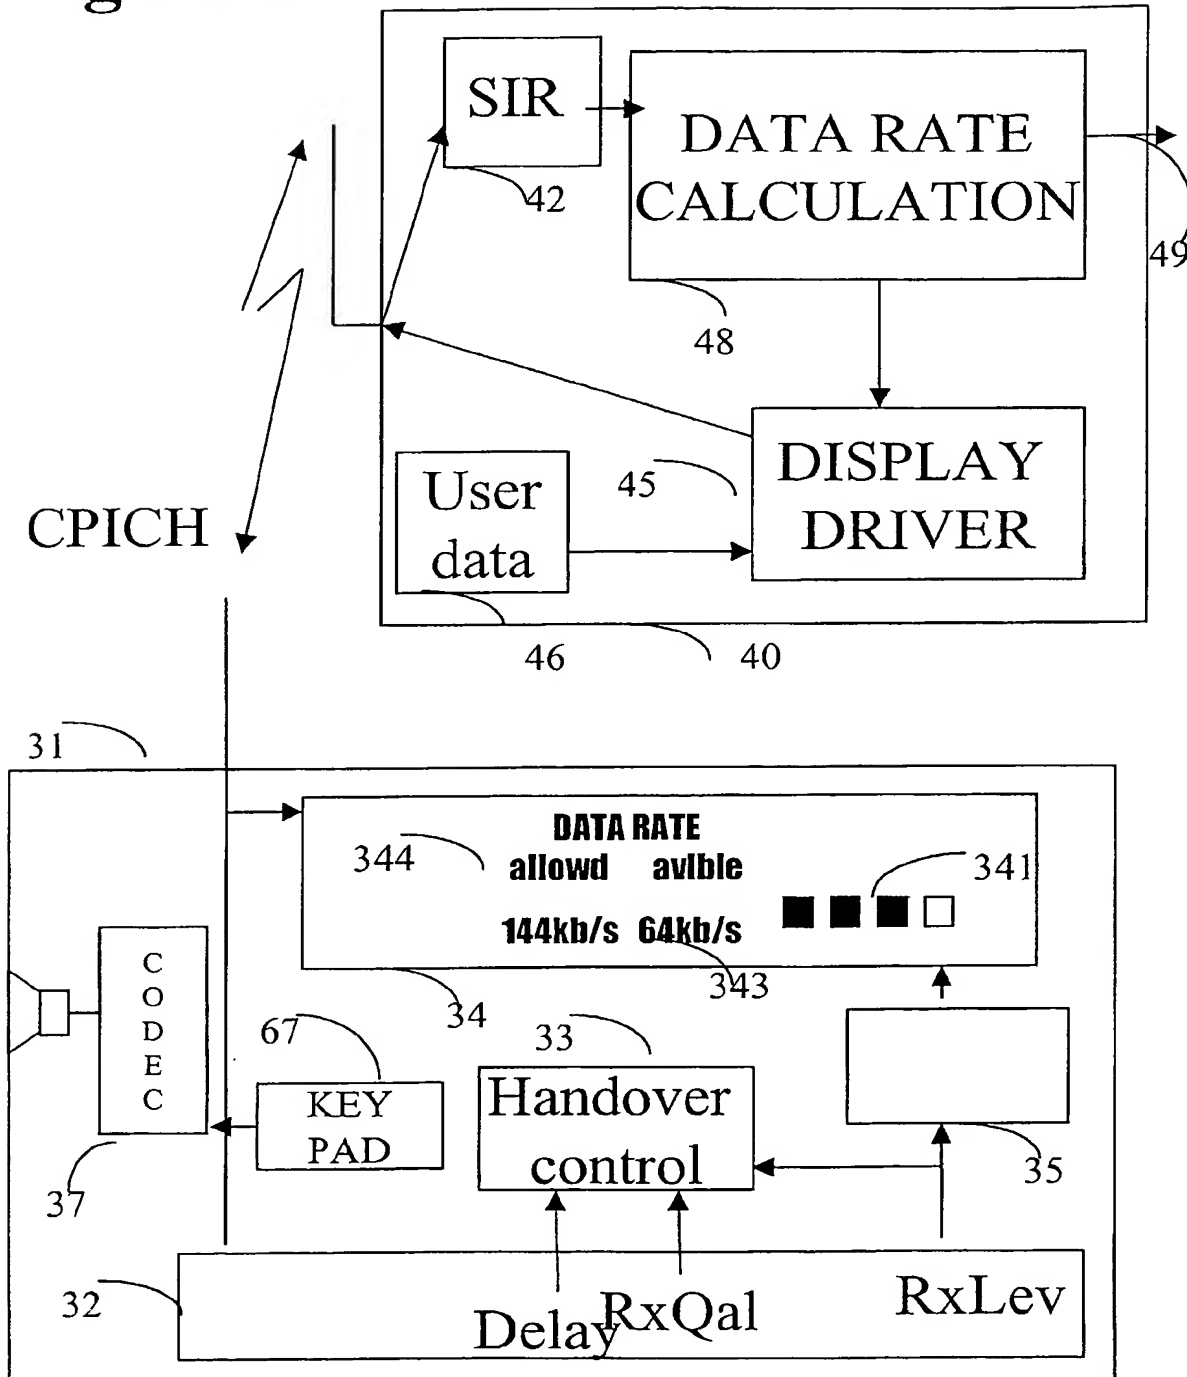 g
SIR
DATA RATE
CALCULATION
42
49
48
DISPLAY
DRIVER
45
User
data
CPICH
46
40
31
DATA RATE
344
allowd avlble
341
144kb/s 64kb/s
343
34
C
O
D
E
C
67
33
KEY
PAD
Handover
control
35
37
32
Delay
RxQal
RxLev